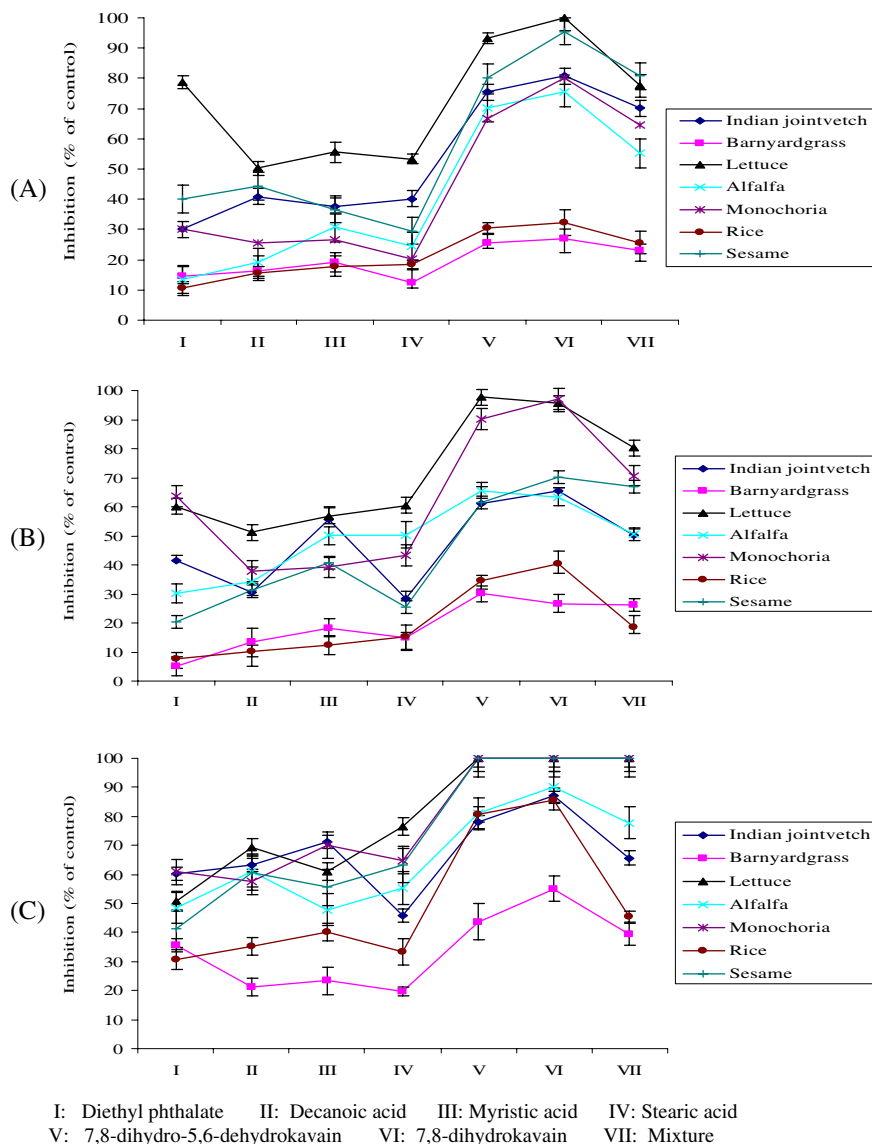 (A)
Inhibition (% of control)
100
90
80
70
60
50
40
30
20
10
0
I II III IV V VI VII
Indian jointvetch
Barnyardgrass
Lettuce
Alfalfa
Monochoria
Rice
Sesame
(B)
Inhibition (% of control)
100
90
80
70
60
50
40
30
20
10
0
I II III IV V VI VII
Indian jointvetch
Barnyardgrass
Lettuce
Alfalfa
Monochoria
Rice
Sesame
(C)
Inhibition (% of control)
100
90
80
70
60
50
40
30
20
10
0
I II III IV V VI VII
Indian jointvetch
Barnyardgrass
Lettuce
Alfalfa
Monochoria
Rice
Sesame
I: Diethyl phthalate II: Decanoic acid III: Myristic acid IV: Stearic acid
V: 7,8-dihydro-5,6-dehydrokavain VI: 7,8-dihydrokavain VII: Mixture